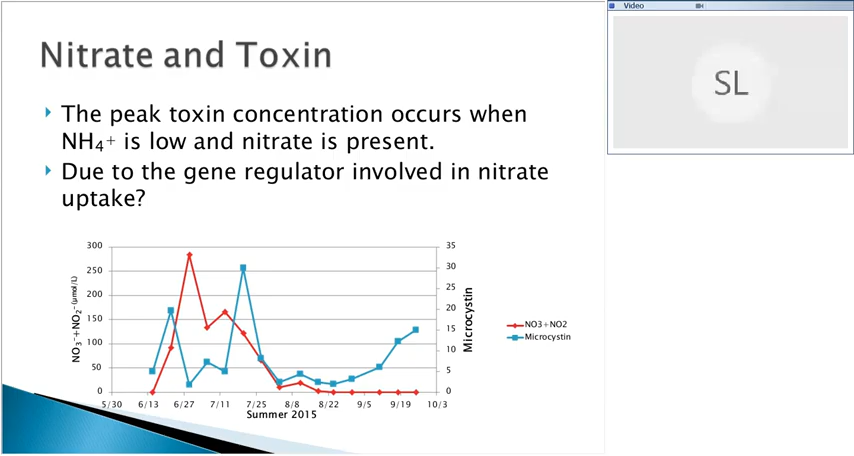 Nitrate and Toxin
The peak toxin concentration occurs when
NH₄⁺ is low and nitrate is present.
Due to the gene regulator involved in nitrate
uptake?
300
250
200
150
100
50
0
NO₃⁻+NO₂⁻ (µmol/L)
35
30
25
20
15
10
5
0
Microcystin
5/30 6/13 6/27 7/11 7/25 8/8 8/22 9/5 9/19 10/3
Summer 2015
NO3+NO2
Microcystin
Video
SL